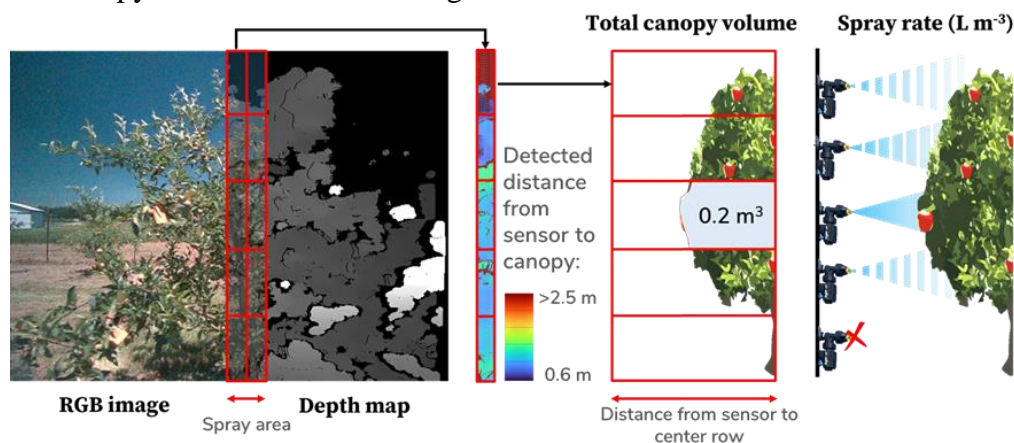 Total canopy volume
Spray rate (L m⁻³)
Detected
distance
from
sensor to
canopy:
>2.5 m
0.6 m
0.2 m³
RGB image
Spray area
Depth map
Distance from sensor to
center row